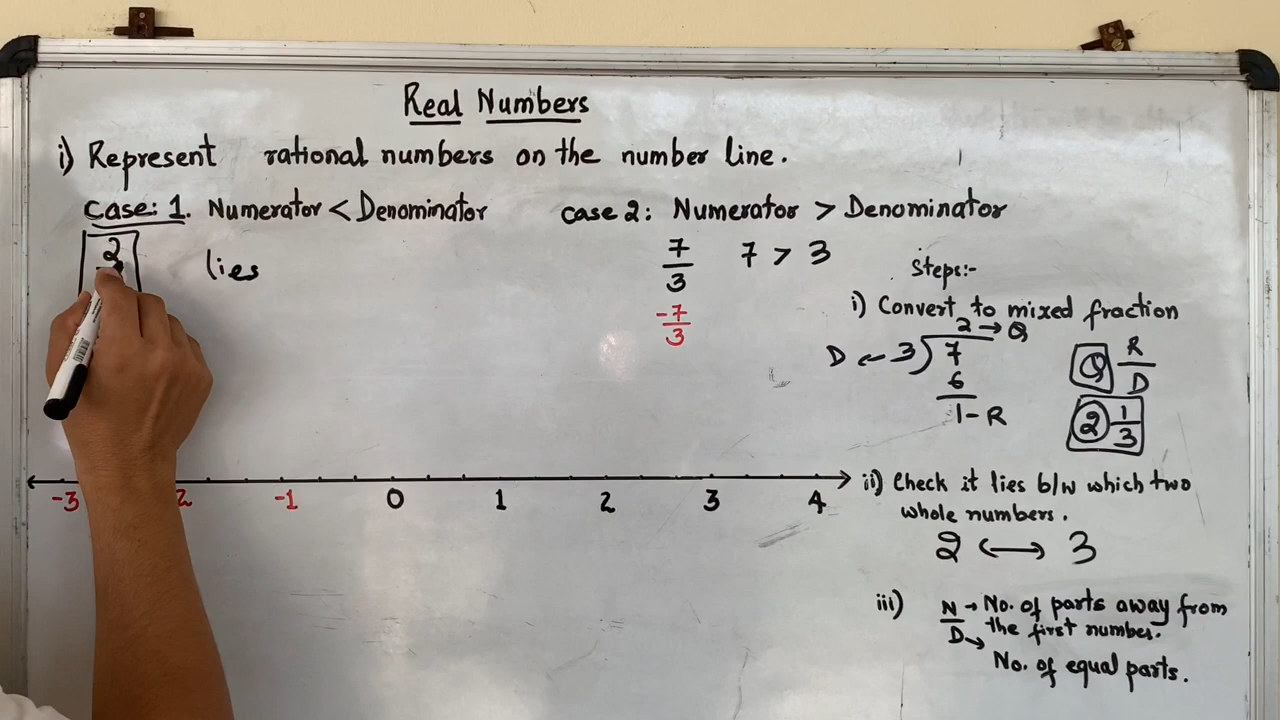 Real Numbers
i) Represent rational numbers on the number line.
Case: 1. Numerator < Denominator
2
lies
case 2: Numerator > Denominator
7/3 7 > 3
-7/3
Steps:-
i) Convert to mixed fraction
2 → Q
D ← 3) 7
6
1 - R
Q R/D
2 1/3
-3 2 -1 0 1 2 3 4
ii) Check it lies b/w which two
whole numbers.
2 ↔ 3
iii) N → No. of parts away from
the first number.
D → No. of equal parts.